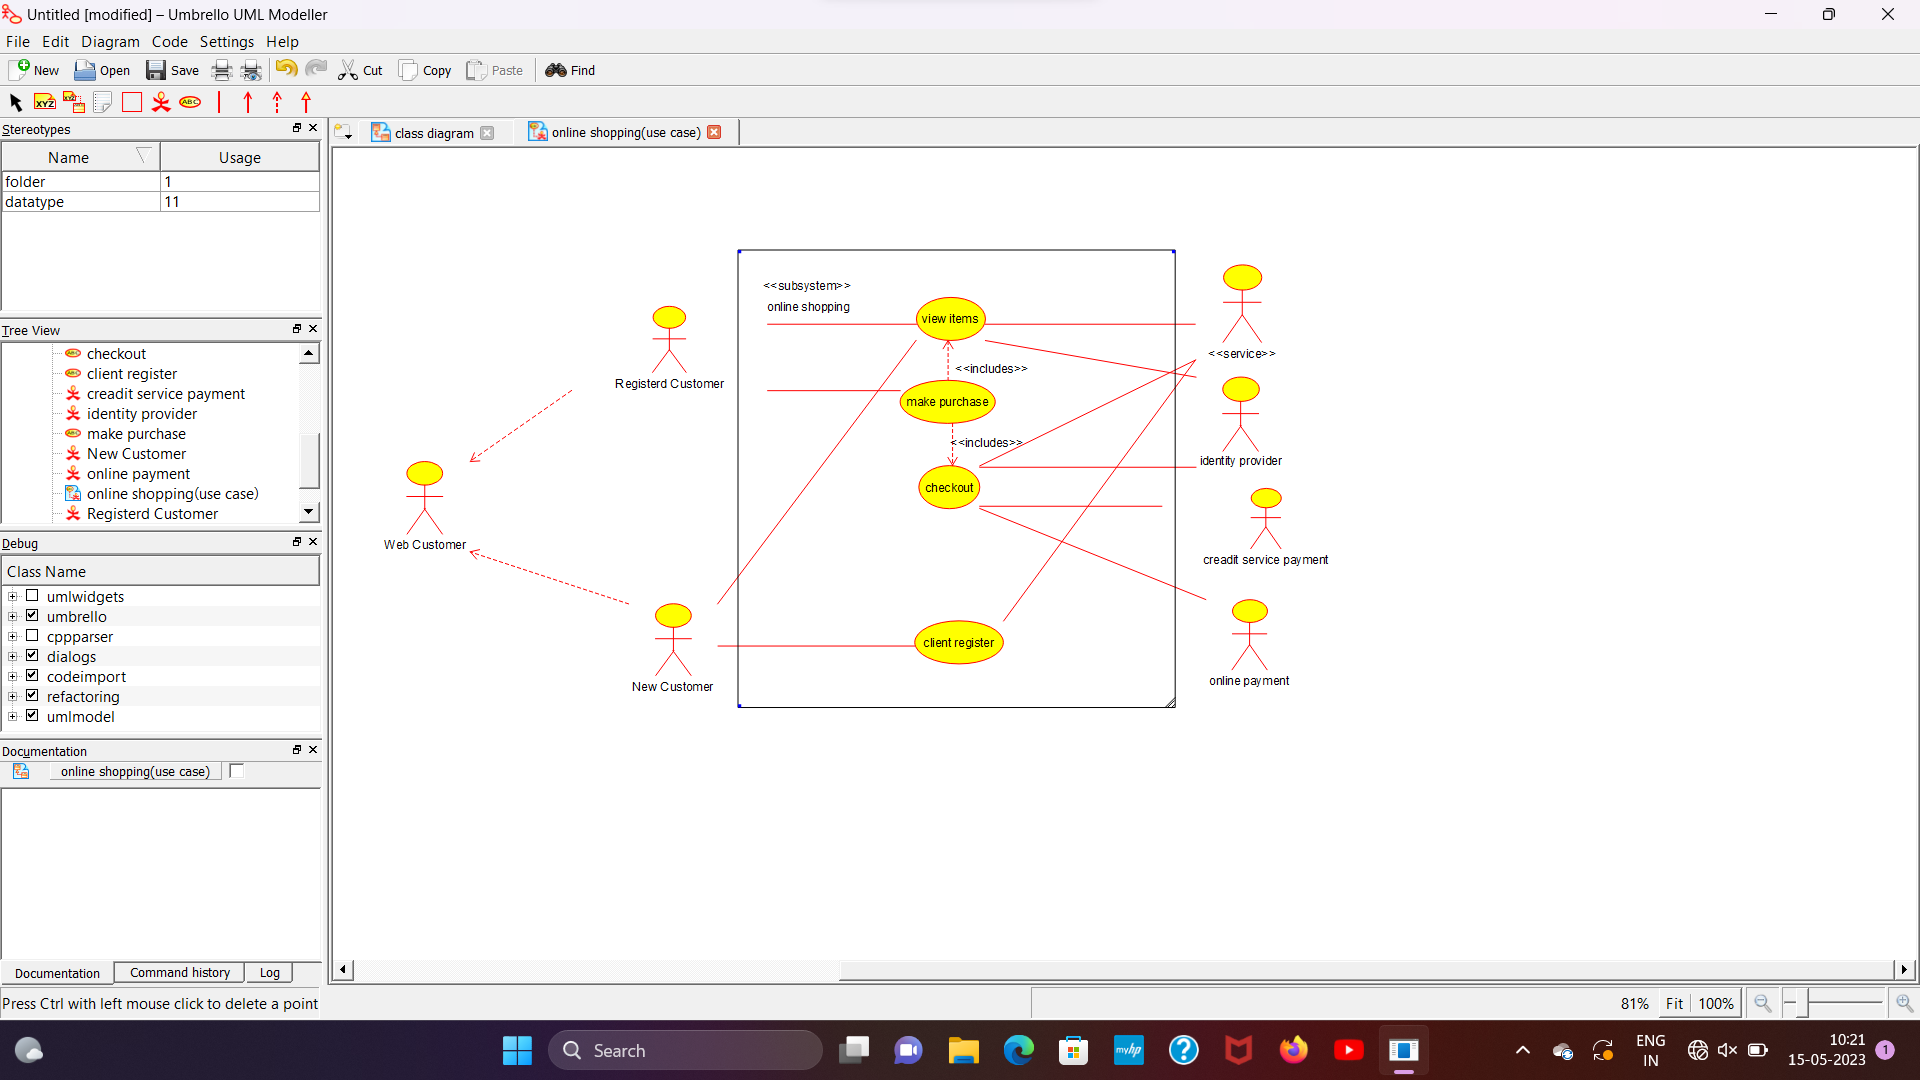 Untitled [modified] – Umbrello UML Modeller
File Edit Diagram Code Settings Help
New Open Save Cut Copy Paste Find
XYZ XYZ ABC
Stereotypes
Name Usage
folder 1
datatype 11
Tree View
checkout
client register
creadit service payment
identity provider
make purchase
New Customer
online payment
online shopping(use case)
Registerd Customer
Debug
Class Name
umlwidgets
umbrello
cppparser
dialogs
codeimport
refactoring
umlmodel
Documentation
online shopping(use case)
Documentation Command history Log
Press Ctrl with left mouse click to delete a point
class diagram online shopping(use case)
<<subsystem>>
online shopping
view items
<<service>>
<<includes>>
Registerd Customer
make purchase
<<includes>>
identity provider
checkout
Web Customer
creadit service payment
client register
online payment
New Customer
81% Fit 100%
Search
myhp
ENG
IN
10:21
15-05-2023
1